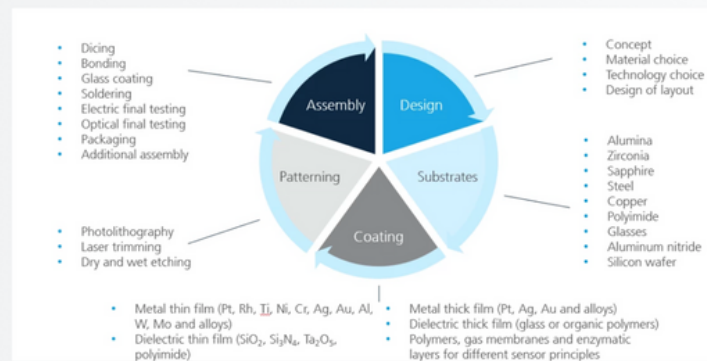 • Dicing
• Bonding
• Glass coating
• Soldering
• Electric final testing
• Optical final testing
• Packaging
• Additional assembly
Assembly
Design
• Concept
• Material choice
• Technology choice
• Design of layout
Patterning
Substrates
• Alumina
• Zirconia
• Sapphire
• Steel
• Copper
• Polyimide
• Glasses
• Aluminum nitride
• Silicon wafer
Coating
• Photolithography
• Laser trimming
• Dry and wet etching
• Metal thin film (Pt, Rh, Ti, Ni, Cr, Ag, Au, Al,
W, Mo and alloys)
• Dielectric thin film (SiO₂, Si₃N₄, Ta₂O₅,
polyimide)
• Metal thick film (Pt, Ag, Au and alloys)
• Dielectric thick film (glass or organic polymers)
• Polymers, gas membranes and enzymatic
layers for different sensor principles